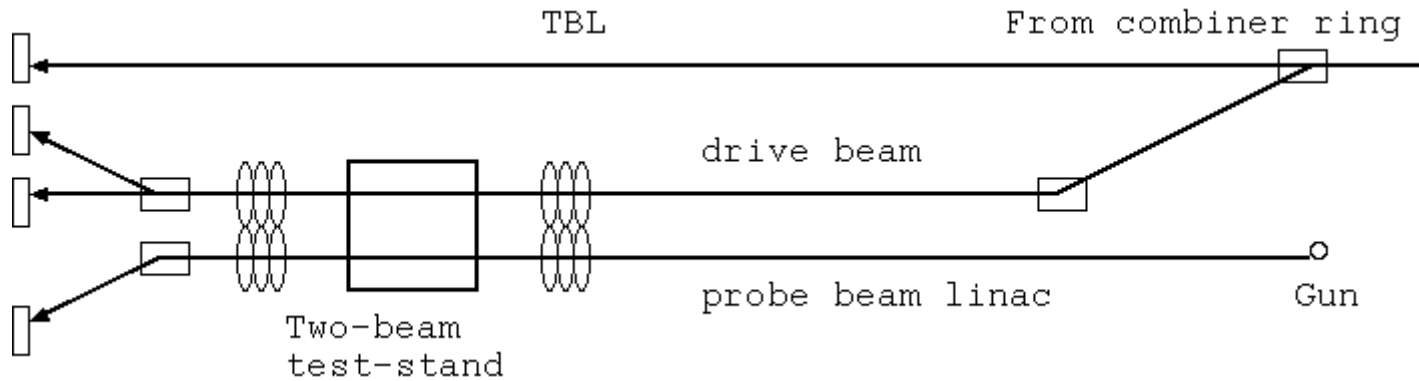 TBL
From combiner ring
drive beam
probe beam linac
Gun
Two-beam
test-stand